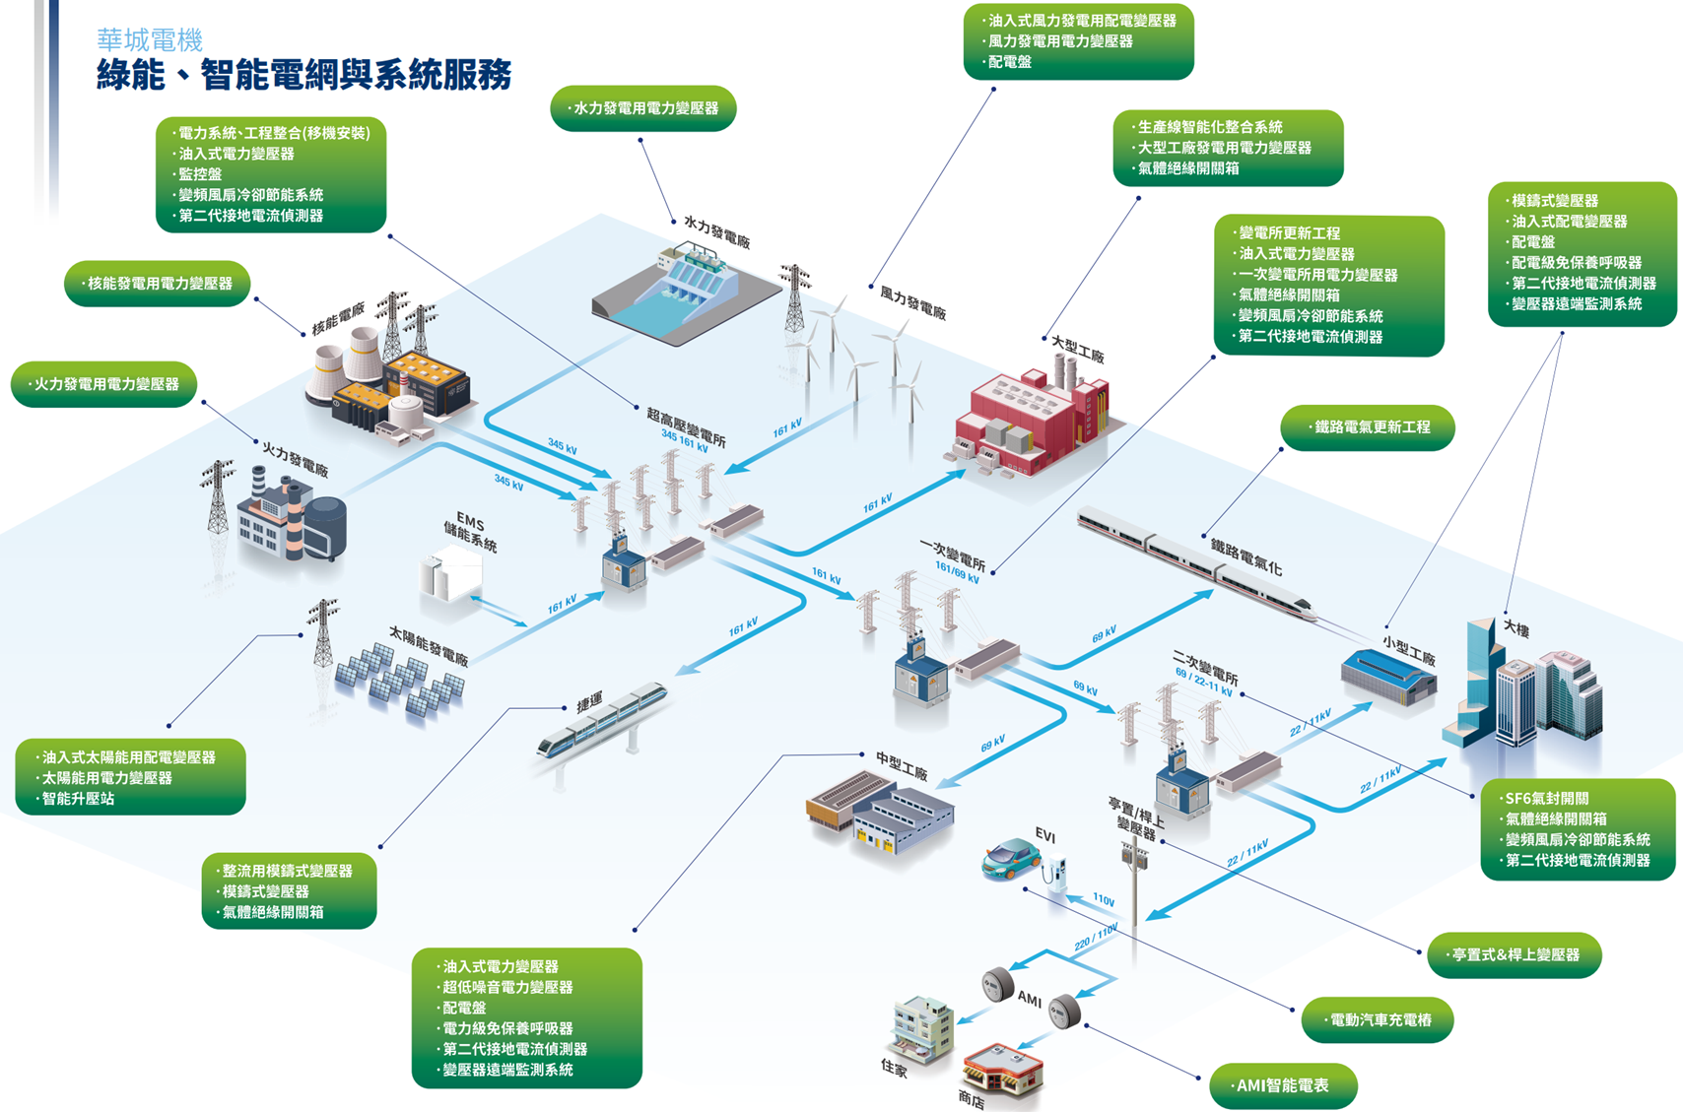 華城電機
綠能、智能電網與系統服務
·油入式風力發電用配電變壓器
·風力發電用電力變壓器
·配電盤
·水力發電用電力變壓器
·電力系統、工程整合(移機安裝)
·油入式電力變壓器
·監控盤
·變頻風扇冷卻節能系統
·第二代接地電流偵測器
·生產線智能化整合系統
·大型工廠發電用電力變壓器
·氣體絕緣開關箱
·模鑄式變壓器
·油入式配電變壓器
·配電盤
·配電級免保養呼吸器
·第二代接地電流偵測器
·變壓器遠端監測系統
·變電所更新工程
·油入式電力變壓器
·一次變電所用電力變壓器
·氣體絕緣開關箱
·變頻風扇冷卻節能系統
·第二代接地電流偵測器
·核能發電用電力變壓器
·火力發電用電力變壓器
·鐵路電氣更新工程
水力發電廠
風力發電廠
核能電廠
大型工廠
火力發電廠
超高壓變電所
345 161 kV
345 kV
345 kV
161 kV
161 kV
EMS
儲能系統
161 kV
161 kV
161 kV
太陽能發電廠
一次變電所
161/69 kV
鐵路電氣化
69 kV
69 kV
69 kV
二次變電所
69 / 22-11 kV
小型工廠
大樓
捷運
中型工廠
22 / 11kV
22 / 11kV
22 / 11kV
亭置/桿上
變壓器
EVI
110V
220 / 110V
AMI
住家
商店
·油入式太陽能用配電變壓器
·太陽能用電力變壓器
·智能升壓站
·整流用模鑄式變壓器
·模鑄式變壓器
·氣體絕緣開關箱
·油入式電力變壓器
·超低噪音電力變壓器
·配電盤
·電力級免保養呼吸器
·第二代接地電流偵測器
·變壓器遠端監測系統
·SF6氣封開關
·氣體絕緣開關箱
·變頻風扇冷卻節能系統
·第二代接地電流偵測器
·亭置式&桿上變壓器
·電動汽車充電樁
·AMI智能電表